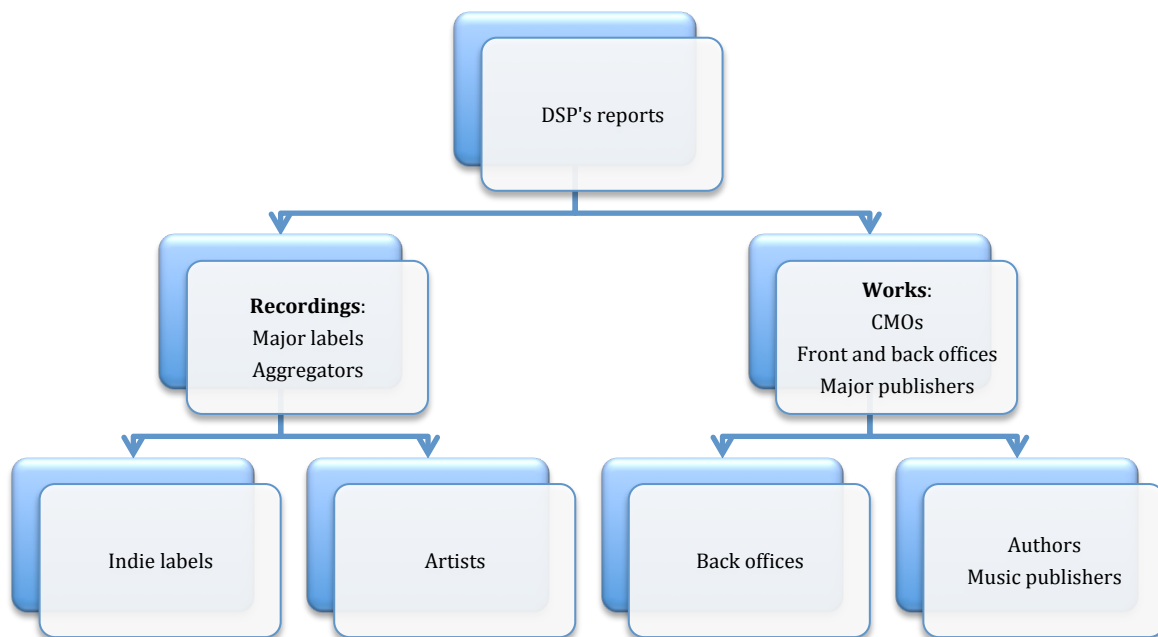 DSP's reports
Recordings:
Major labels
Aggregators
Works:
CMOs
Front and back offices
Major publishers
Indie labels
Artists
Back offices
Authors
Music publishers